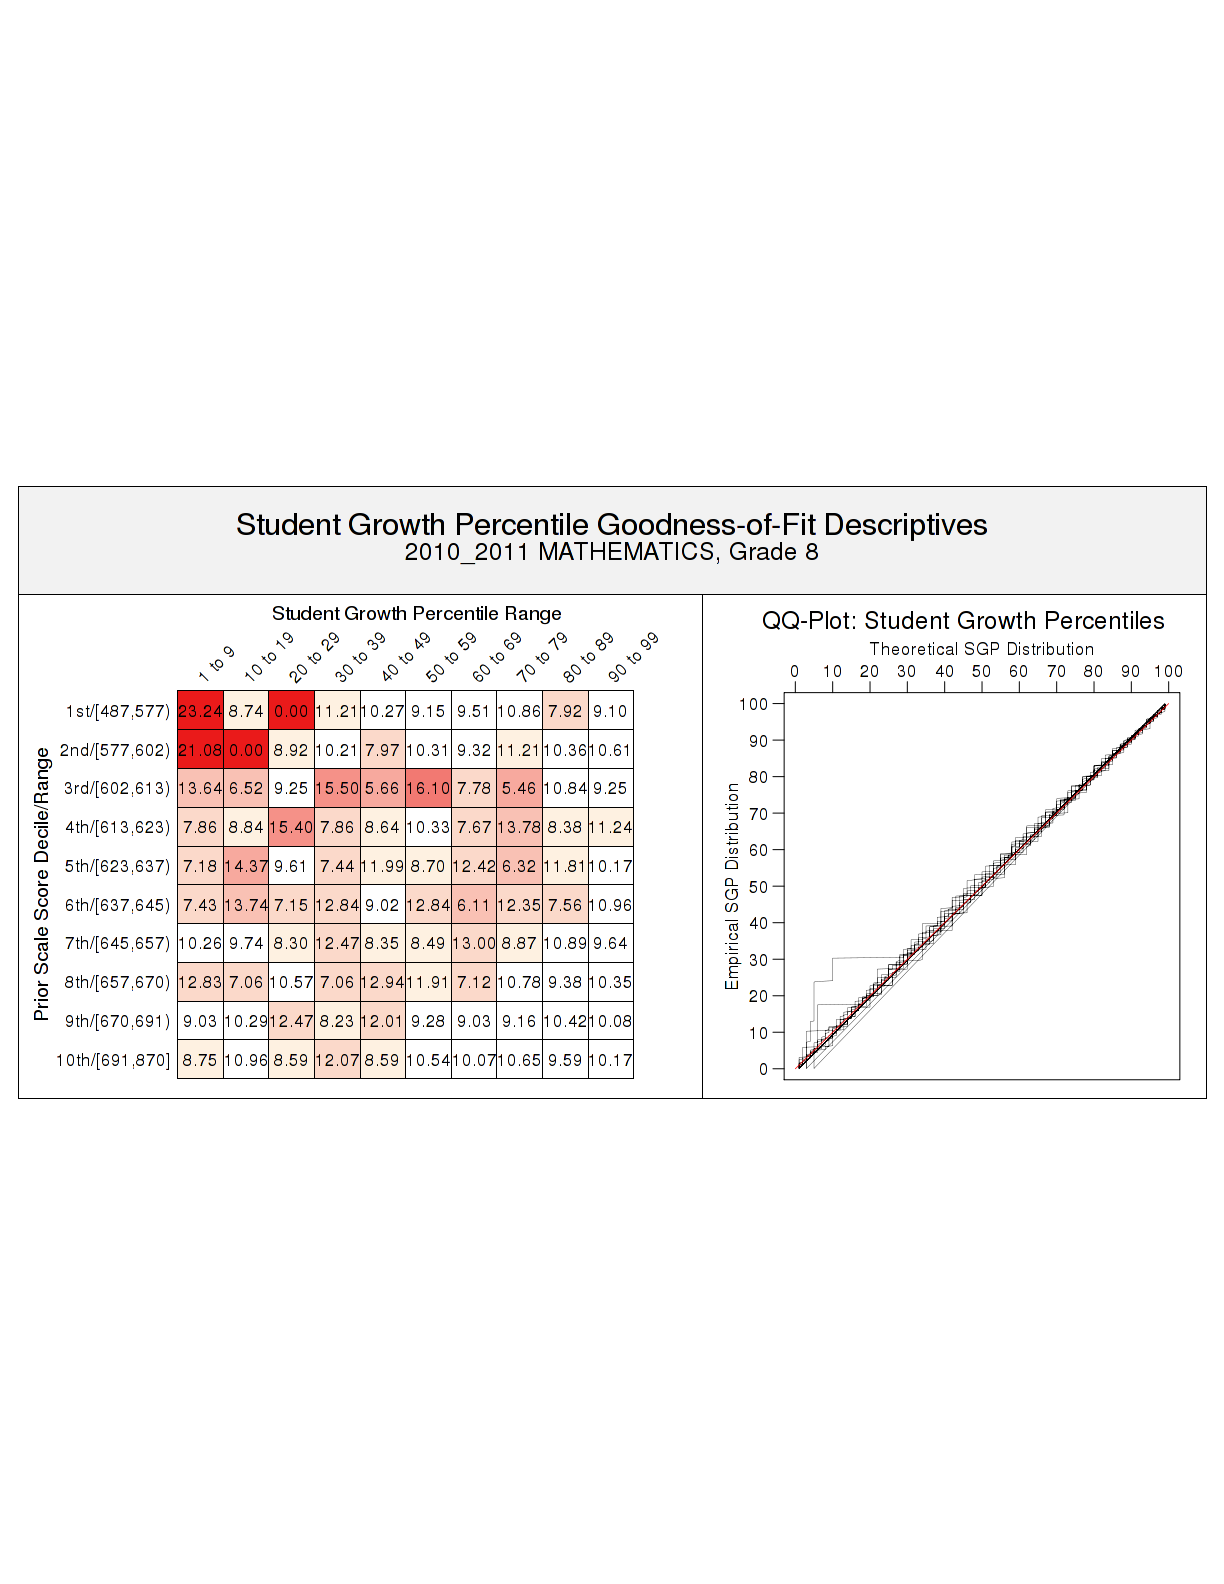 Student Growth Percentile Goodness-of-Fit Descriptives
2010_2011 MATHEMATICS, Grade 8
Student Growth Percentile Range
1 to 9 10 to 19 20 to 29 30 to 39 40 to 49 50 to 59 60 to 69 70 to 79 80 to 89 90 to 99
Prior Scale Score Decile/Range
1st/[487,577) 23.24 8.74 0.00 11.21 10.27 9.15 9.51 10.86 7.92 9.10
2nd/[577,602) 21.08 0.00 8.92 10.21 7.97 10.31 9.32 11.21 10.36 10.61
3rd/[602,613) 13.64 6.52 9.25 15.50 5.66 16.10 7.78 5.46 10.84 9.25
4th/[613,623) 7.86 8.84 15.40 7.86 8.64 10.33 7.67 13.78 8.38 11.24
5th/[623,637) 7.18 14.37 9.61 7.44 11.99 8.70 12.42 6.32 11.81 10.17
6th/[637,645) 7.43 13.74 7.15 12.84 9.02 12.84 6.11 12.35 7.56 10.96
7th/[645,657) 10.26 9.74 8.30 12.47 8.35 8.49 13.00 8.87 10.89 9.64
8th/[657,670) 12.83 7.06 10.57 7.06 12.94 11.91 7.12 10.78 9.38 10.35
9th/[670,691) 9.03 10.29 12.47 8.23 12.01 9.28 9.03 9.16 10.42 10.08
10th/[691,870] 8.75 10.96 8.59 12.07 8.59 10.54 10.07 10.65 9.59 10.17
QQ-Plot: Student Growth Percentiles
Theoretical SGP Distribution
0 10 20 30 40 50 60 70 80 90 100
Empirical SGP Distribution
100
90
80
70
60
50
40
30
20
10
0